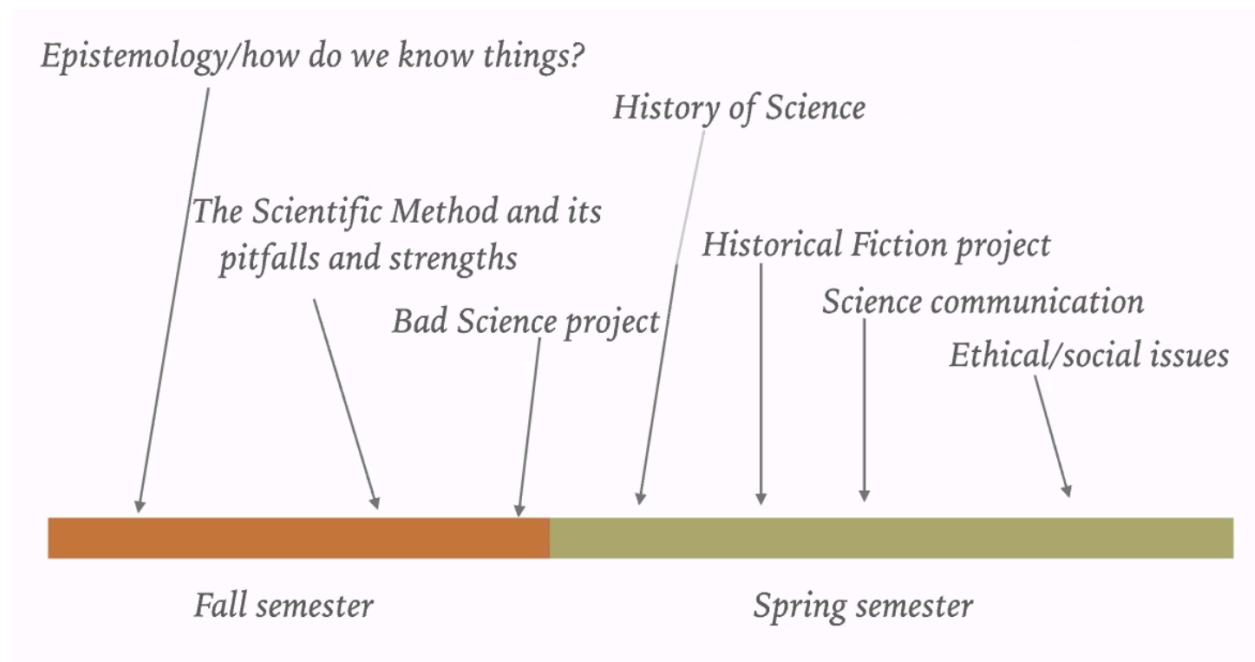 Epistemology/how do we know things?
History of Science
The Scientific Method and its
pitfalls and strengths
Historical Fiction project
Science communication
Bad Science project
Ethical/social issues
Fall semester
Spring semester